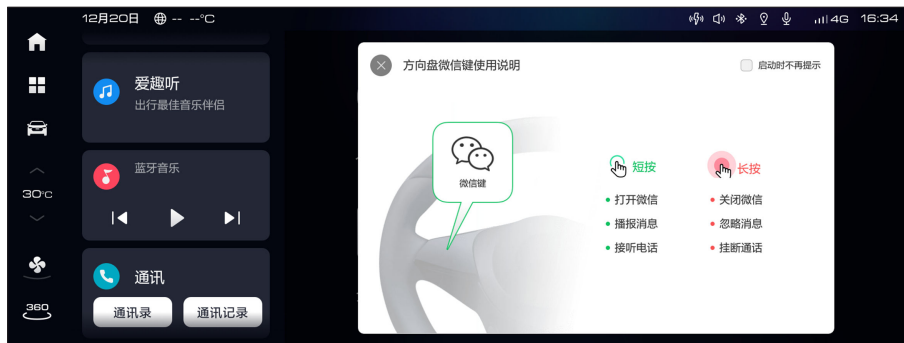 12月20日 -- --°C
4G 16:34
爱趣听
出行最佳音乐伴侣
蓝牙音乐
30°C
通讯
通讯录 通讯记录
360
方向盘微信键使用说明
启动时不再提示
微信键
短按
• 打开微信
• 播报消息
• 接听电话
长按
• 关闭微信
• 忽略消息
• 挂断通话